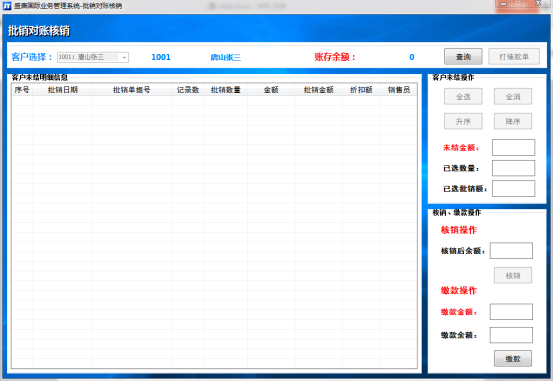 JT 盛唐国际业务管理系统-批销对账核销
批销对账核销
客户选择： 1001：唐山张三 1001 唐山张三 账存余额： 0 查询 打催款单
客户未结明细信息
序号 批销日期 批销单据号 记录数 批销数量 金额 批销金额 折扣额 销售员
客户未结操作
全选 全消
升序 降序
未结金额：
已选数量：
已选批销额：
核销、缴款操作
核销操作
核销后余额：
核销
缴款操作
缴款金额：
缴款余额：
缴款